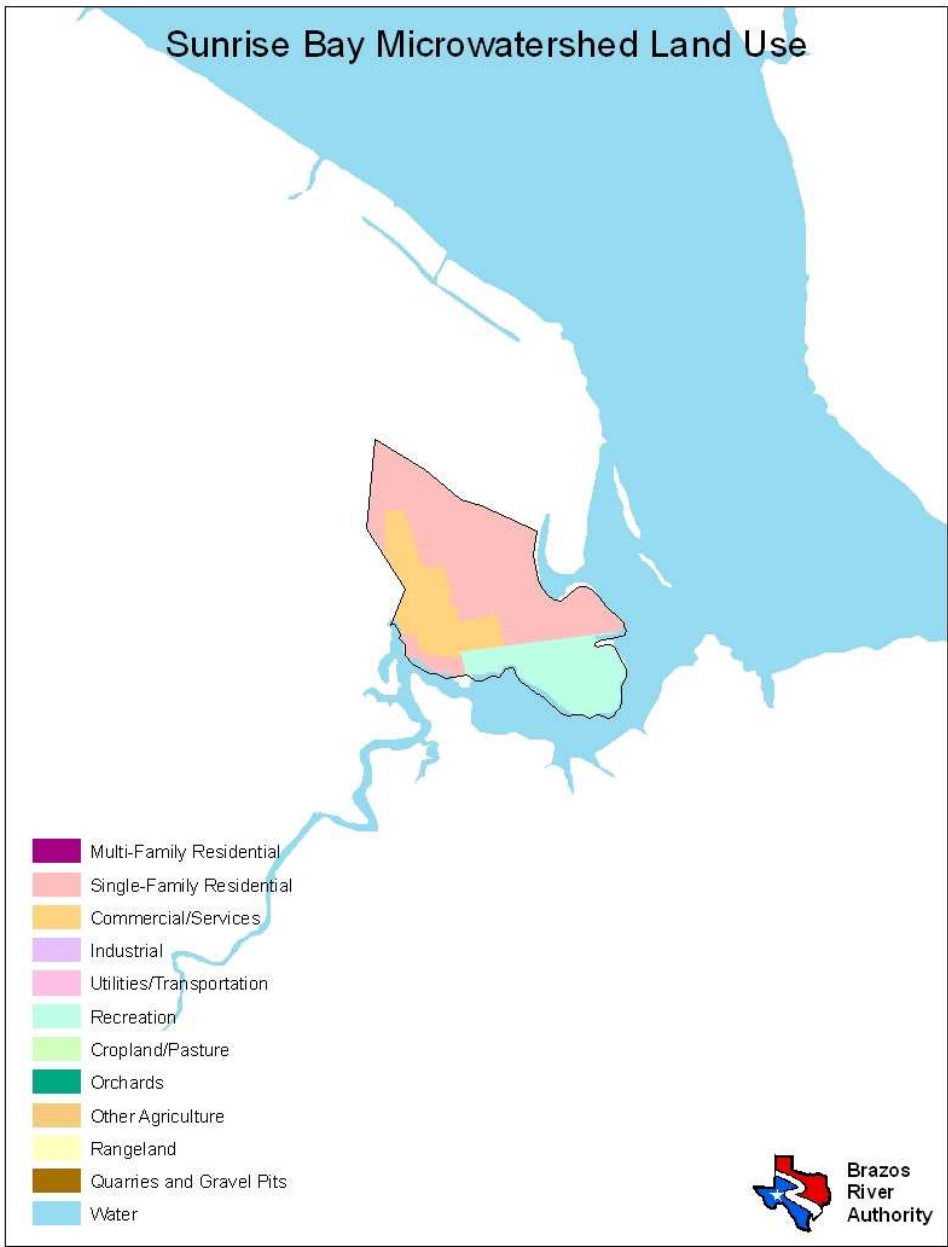 Sunrise Bay Microwatershed Land Use
Multi-Family Residential
Single-Family Residential
Commercial/Services
Industrial
Utilities/Transportation
Recreation
Cropland/Pasture
Orchards
Other Agriculture
Rangeland
Quarries and Gravel Pits
Water
Brazos
River
Authority